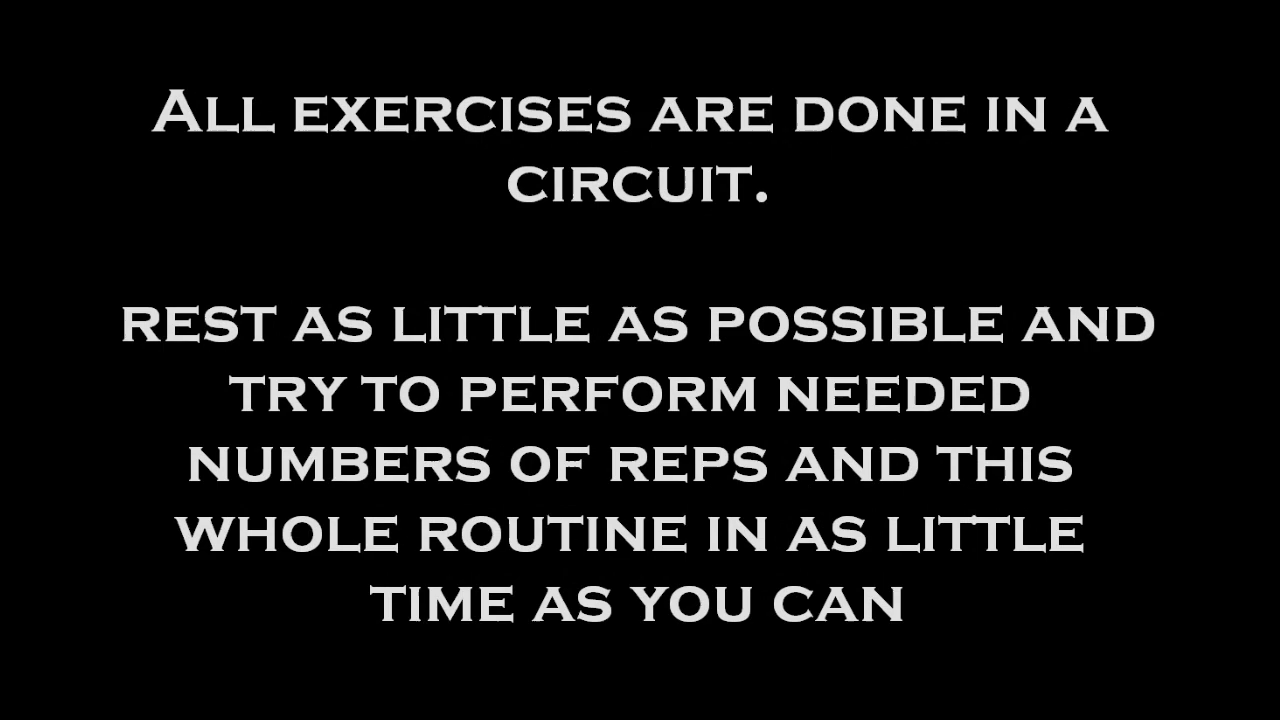 All exercises are done in a
circuit.
rest as little as possible and
try to perform needed
numbers of reps and this
whole routine in as little
time as you can